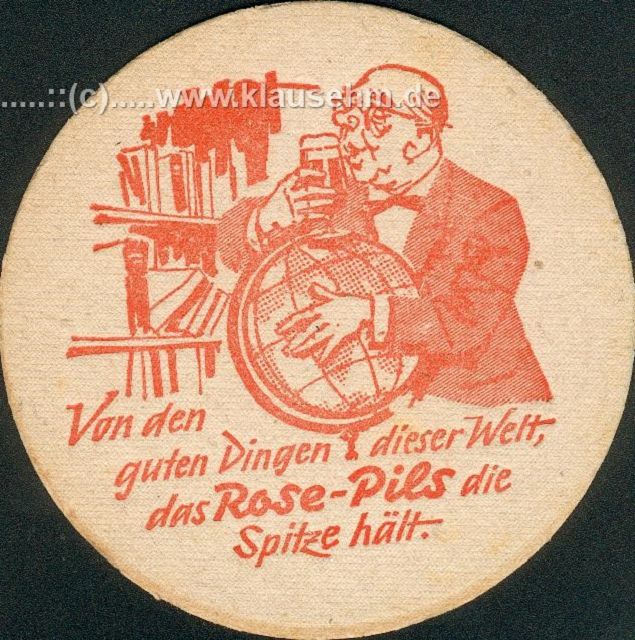 .....::(c).....www.klausehm.de
Von den
guten Dingen dieser Welt,
das Rose-Pils die
Spitze hält.